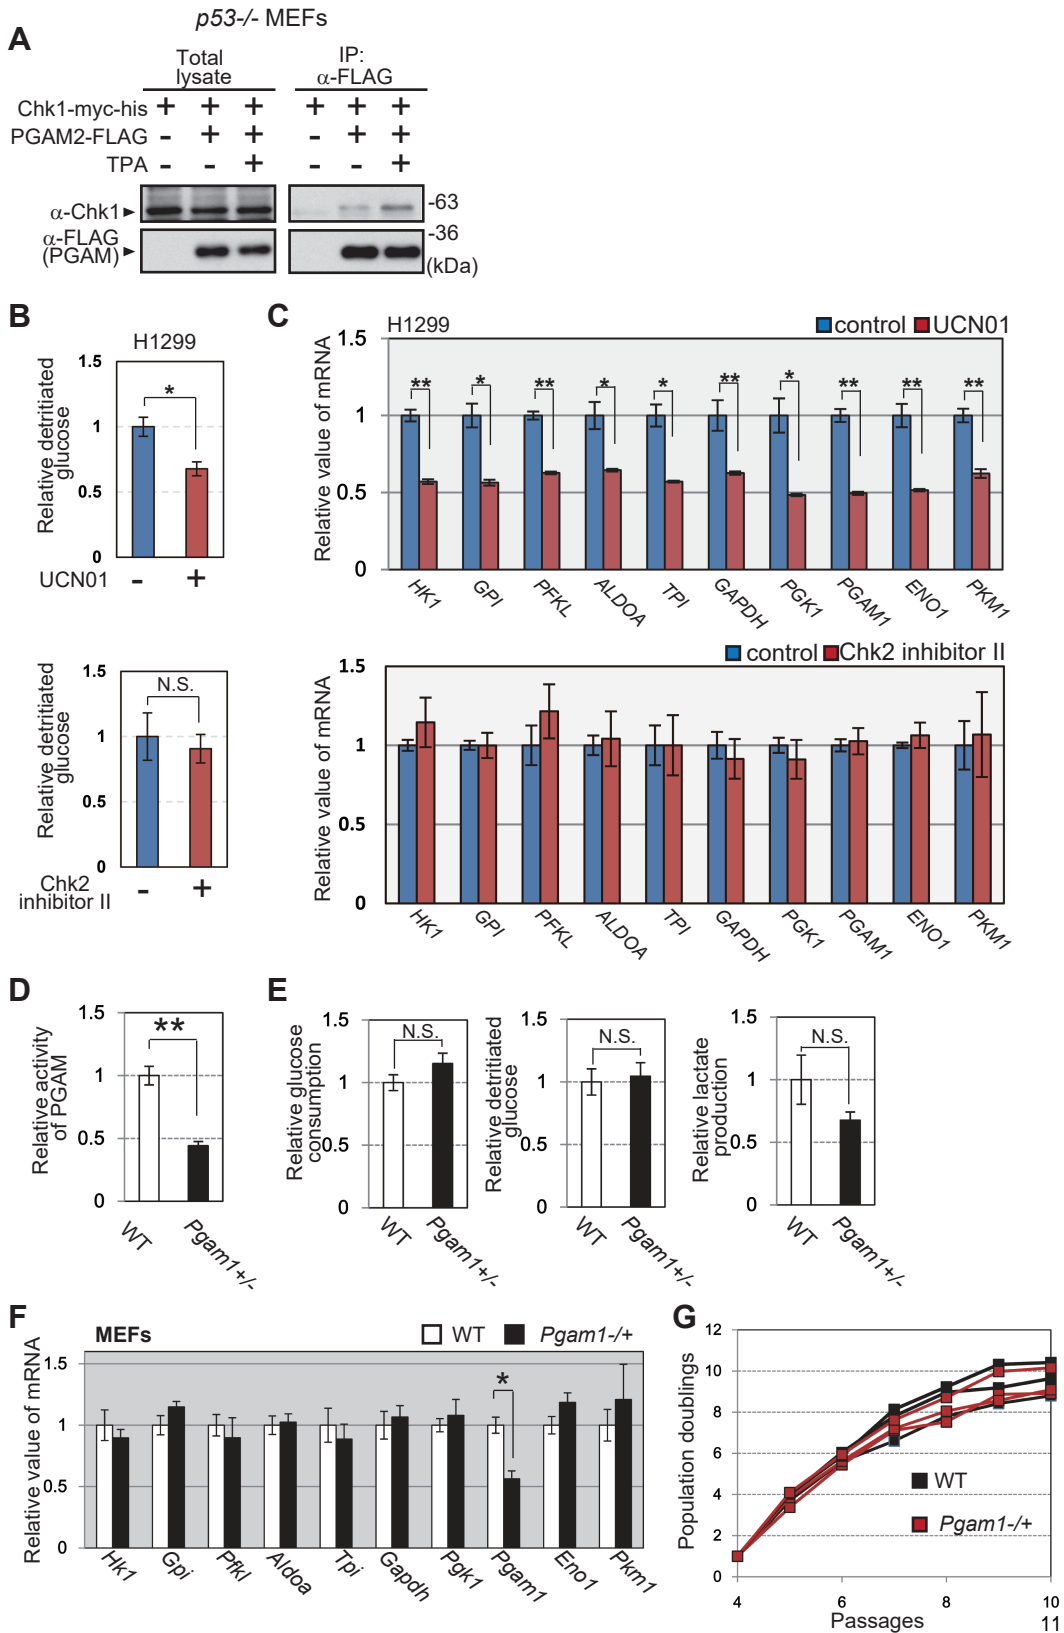 p53-/- MEFs
A
Total
lysate
IP:
α-FLAG
Chk1-myc-his + + + + + +
PGAM2-FLAG - + + - + +
TPA - - + - - +
α-Chk1
-63
α-FLAG
(PGAM)
-36
(kDa)
B
H1299
Relative detritiated
glucose
1.5
1
0.5
0
*
UCN01 - +
Relative detritiated
glucose
1.5
1
0.5
0
N.S.
Chk2
inhibitor II - +
C
H1299
control UCN01
Relative value of mRNA
1.5
1
0.5
0
** * ** * * ** * ** ** **
HK1 GPI PFKL ALDOA TPI GAPDH PGK1 PGAM1 ENO1 PKM1
control Chk2 inhibitor II
Relative value of mRNA
1.5
1
0.5
0
HK1 GPI PFKL ALDOA TPI GAPDH PGK1 PGAM1 ENO1 PKM1
D
Relative activity
of PGAM
1.5
1
0.5
0
**
WT Pgam1+/-
E
Relative glucose
consumption
1.5
1
0.5
0
N.S.
WT Pgam1+/-
Relative detritiated
glucose
1.5
1
0.5
0
N.S.
WT Pgam1+/-
Relative lactate
production
1.5
1
0.5
0
N.S.
WT Pgam1+/-
F
MEFs
WT Pgam1-/+
Relative value of mRNA
1.5
1
0.5
0
*
Hk1 Gpi Pfkl Aldoa Tpi Gapdh Pgk1 Pgam1 Eno1 Pkm1
G
Population doublings
12
10
8
6
4
2
0
WT
Pgam1-/+
4 6 8 10
Passages 11